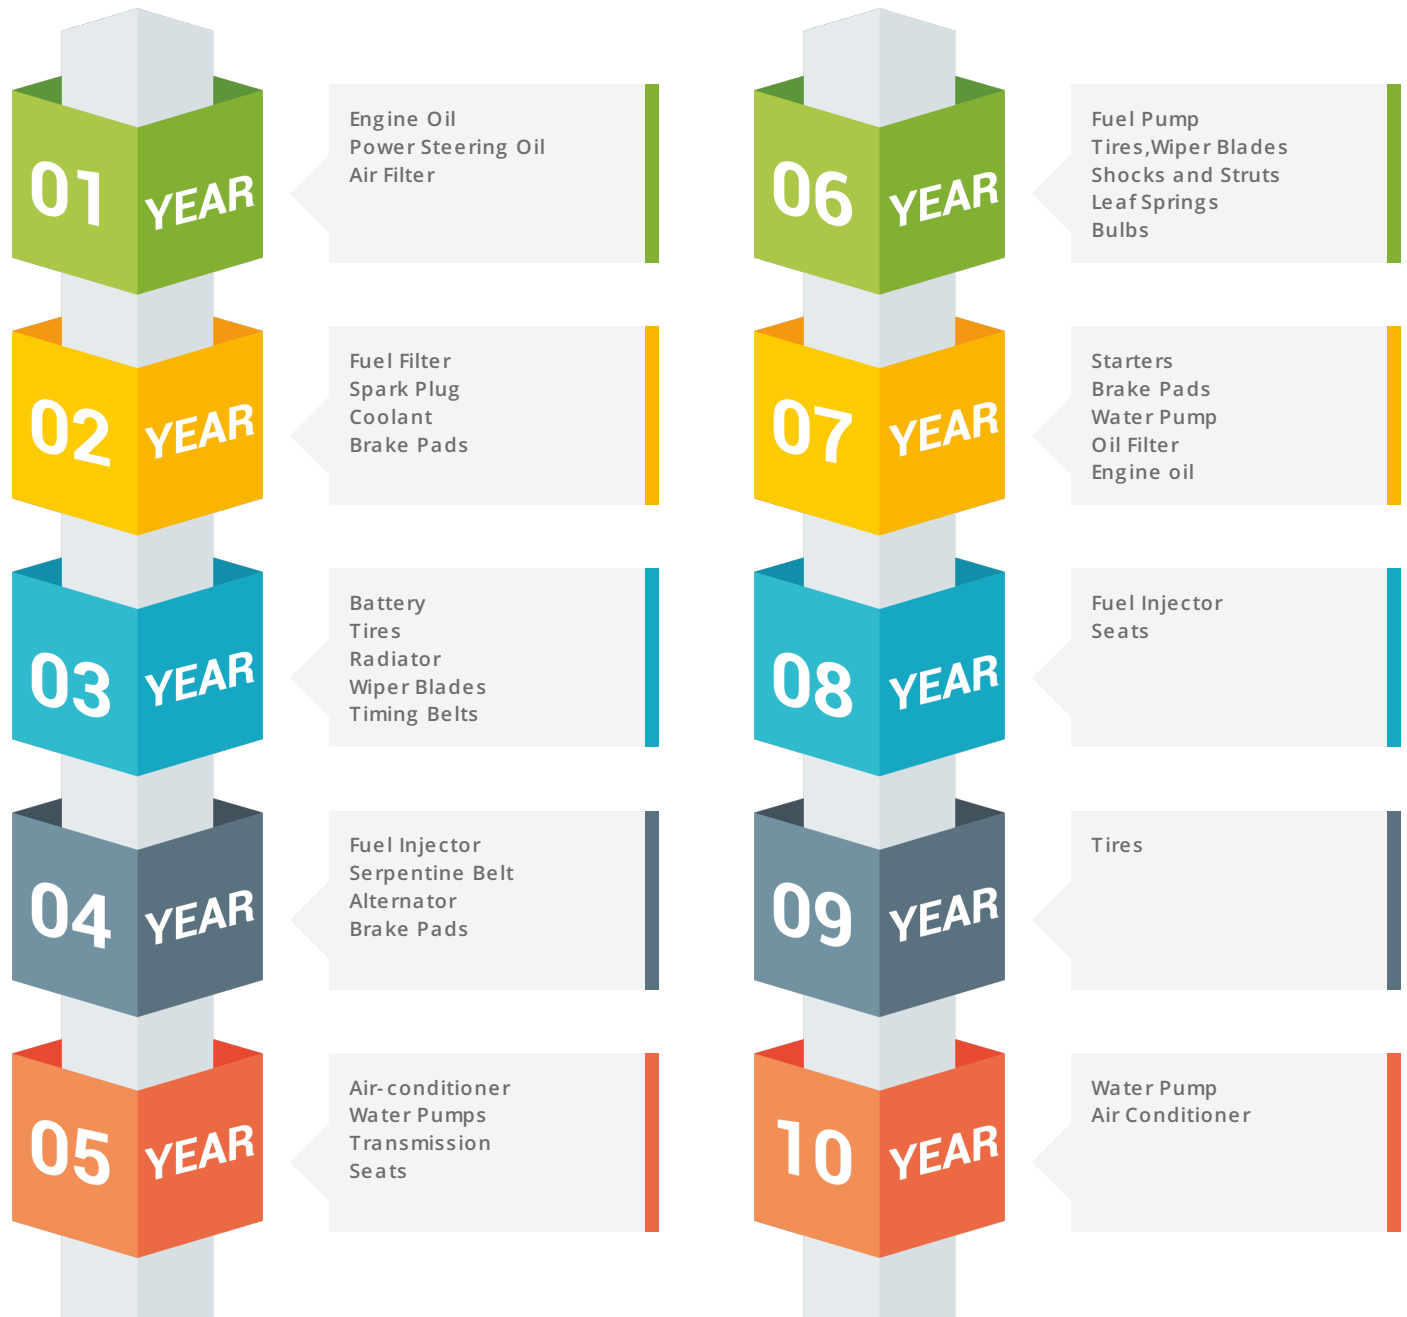 01 YEAR
Engine Oil
Power Steering Oil
Air Filter
02 YEAR
Fuel Filter
Spark Plug
Coolant
Brake Pads
03 YEAR
Battery
Tires
Radiator
Wiper Blades
Timing Belts
04 YEAR
Fuel Injector
Serpentine Belt
Alternator
Brake Pads
05 YEAR
Air-conditioner
Water Pumps
Transmission
Seats
06 YEAR
Fuel Pump
Tires,Wiper Blades
Shocks and Struts
Leaf Springs
Bulbs
07 YEAR
Starters
Brake Pads
Water Pump
Oil Filter
Engine oil
08 YEAR
Fuel Injector
Seats
09 YEAR
Tires
10 YEAR
Water Pump
Air Conditioner